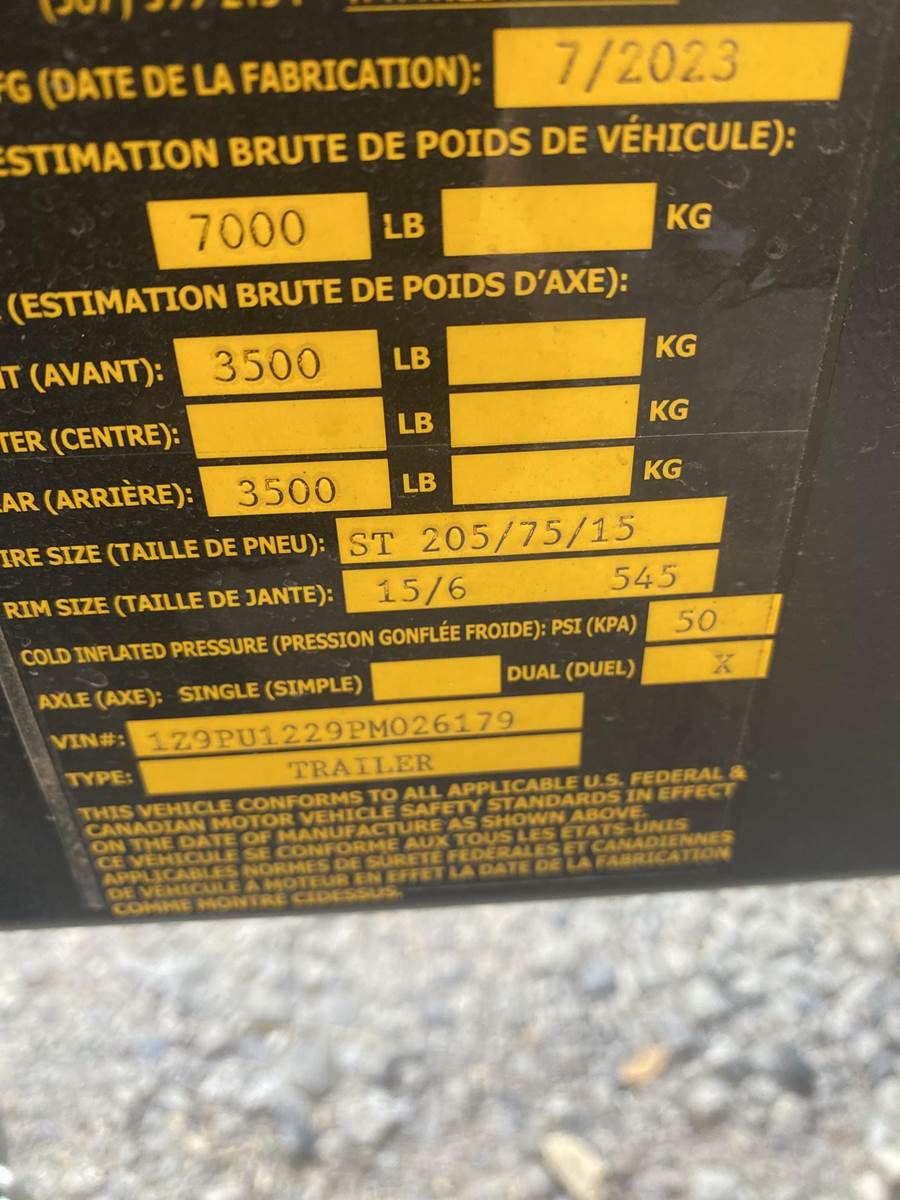 FG (DATE DE LA FABRICATION): 7/2023
ESTIMATION BRUTE DE POIDS DE VÉHICULE):
7000 LB KG
(ESTIMATION BRUTE DE POIDS D'AXE):
NT (AVANT): 3500 LB KG
TER (CENTRE): LB KG
AR (ARRIÈRE): 3500 LB KG
IRE SIZE (TAILLE DE PNEU): ST 205/75/15
RIM SIZE (TAILLE DE JANTE): 15/6 545
COLD INFLATED PRESSURE (PRESSION GONFLÉE FROIDE): PSI (KPA) 50
AXLE (AXE): SINGLE (SIMPLE) DUAL (DUEL) X
VIN#: 1Z9PU1229PM026179
TYPE: TRAILER
THIS VEHICLE CONFORMS TO ALL APPLICABLE U.S. FEDERAL &
CANADIAN MOTOR VEHICLE SAFETY STANDARDS IN EFFECT
ON THE DATE OF MANUFACTURE AS SHOWN ABOVE.
CE VÉHICULE SE CONFORME AUX TOUS LES ÉTATS-UNIS
APPLICABLES NORMES DE SÛRETÉ FEDÉRALES ET CANADIENNES
DE VÉHICULE À MOTEUR EN EFFET LA DATE DE LA FABRICATION
COMME MONTRÉ CIDESSUS.